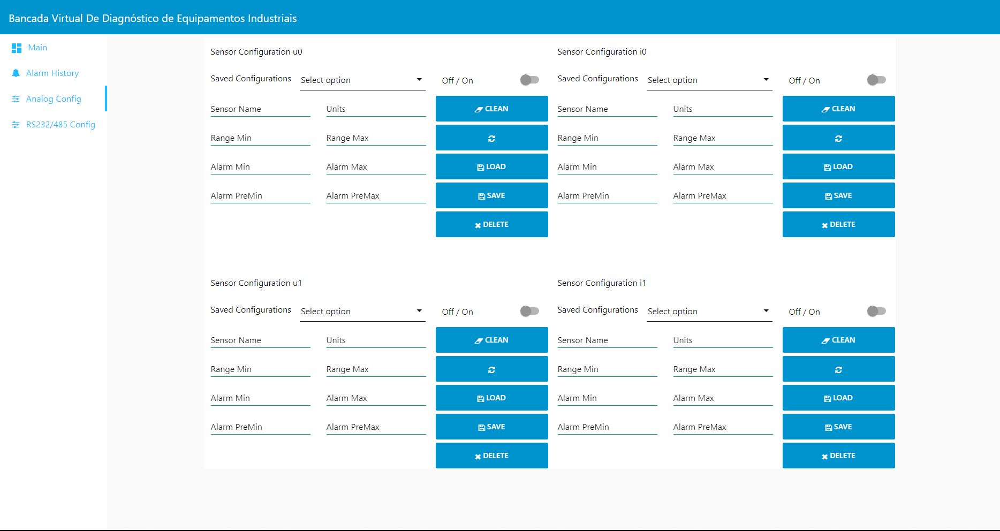 Bancada Virtual De Diagnóstico de Equipamentos Industriais
Main
Alarm History
Analog Config
RS232/485 Config
Sensor Configuration u0
Saved Configurations Select option Off / On
Sensor Name Units CLEAN
Range Min Range Max
Alarm Min Alarm Max LOAD
Alarm PreMin Alarm PreMax SAVE
DELETE
Sensor Configuration i0
Saved Configurations Select option Off / On
Sensor Name Units CLEAN
Range Min Range Max
Alarm Min Alarm Max LOAD
Alarm PreMin Alarm PreMax SAVE
DELETE
Sensor Configuration u1
Saved Configurations Select option Off / On
Sensor Name Units CLEAN
Range Min Range Max
Alarm Min Alarm Max LOAD
Alarm PreMin Alarm PreMax SAVE
DELETE
Sensor Configuration i1
Saved Configurations Select option Off / On
Sensor Name Units CLEAN
Range Min Range Max
Alarm Min Alarm Max LOAD
Alarm PreMin Alarm PreMax SAVE
DELETE